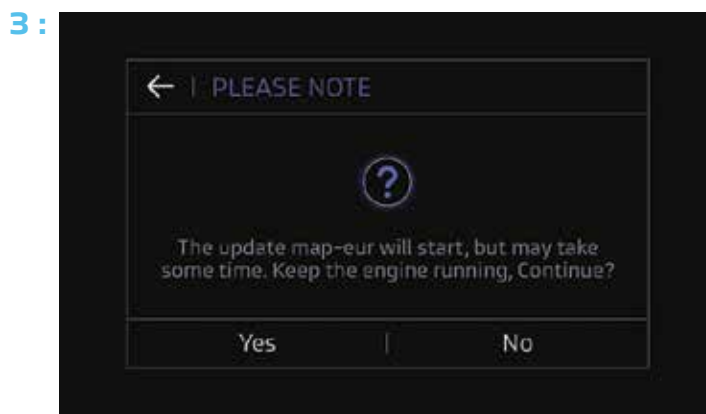 3 :
← | PLEASE NOTE
?
The update map-eur will start, but may take
some time. Keep the engine running, Continue?
Yes | No